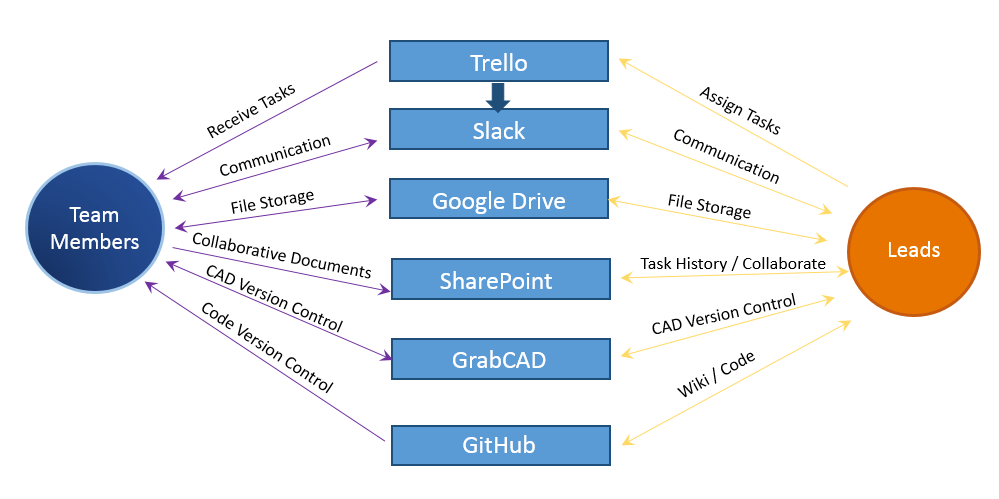 Trello
Receive Tasks
Assign Tasks
Slack
Communication
Communication
Team
Members
Google Drive
File Storage
File Storage
Leads
SharePoint
Collaborative Documents
Task History / Collaborate
GrabCAD
CAD Version Control
CAD Version Control
GitHub
Code Version Control
Wiki / Code